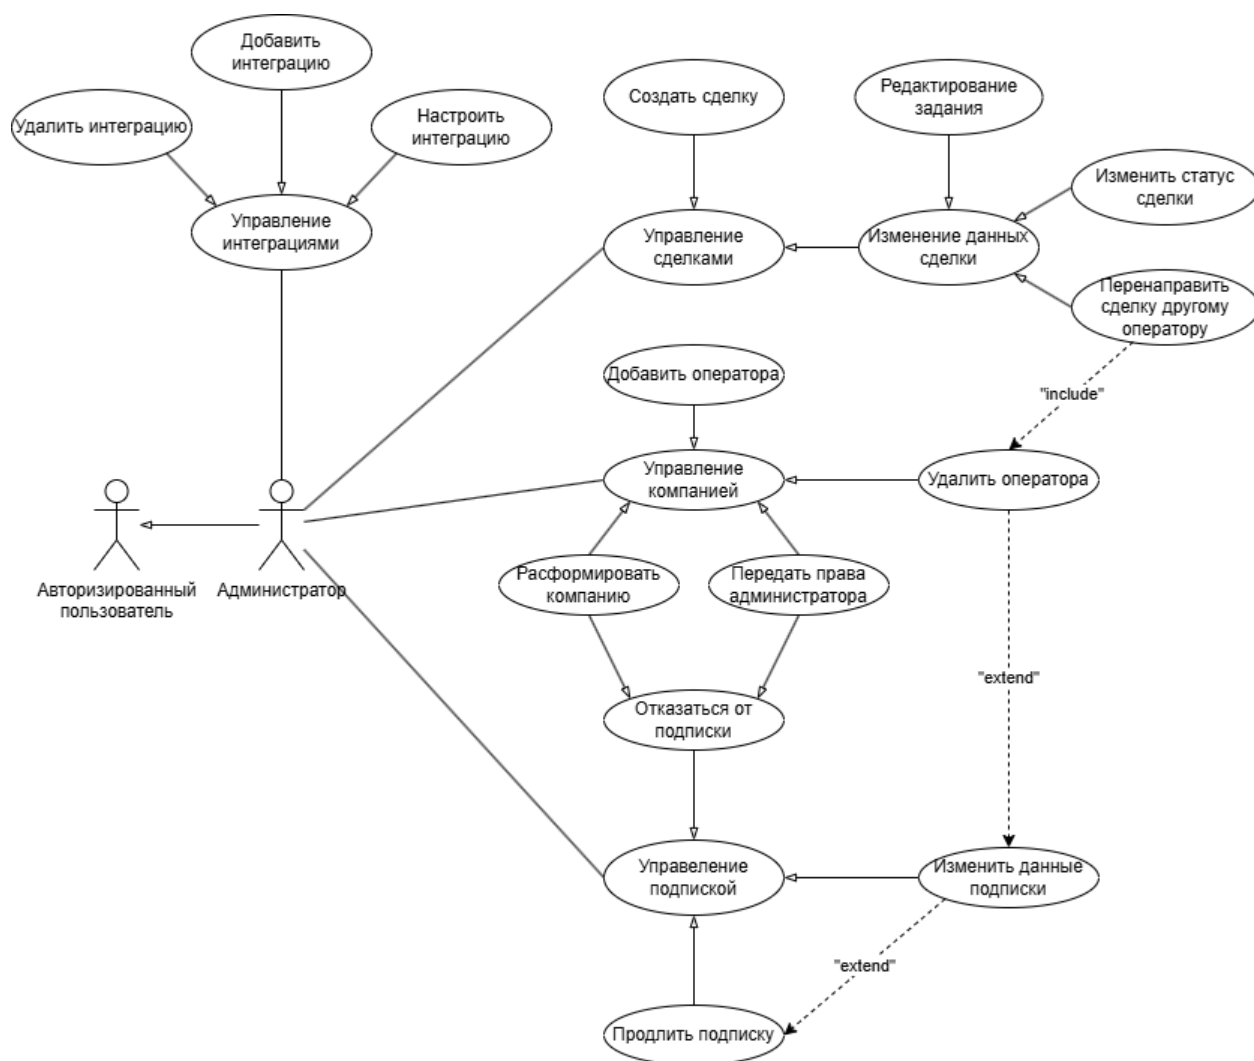 Добавить
интеграцию
Удалить интеграцию
Настроить
интеграцию
Управление
интеграциями
Создать сделку
Редактирование
задания
Изменить статус
сделки
Управление
сделками
Изменение данных
сделки
Перенаправить
сделку другому
оператору
Добавить оператора
"include"
Управление
компанией
Удалить оператора
Авторизированный
пользователь
Администратор
Расформировать
компанию
Передать права
администратора
"extend"
Отказаться от
подписки
Управеление
подпиской
Изменить данные
подписки
"extend"
Продлить подписку